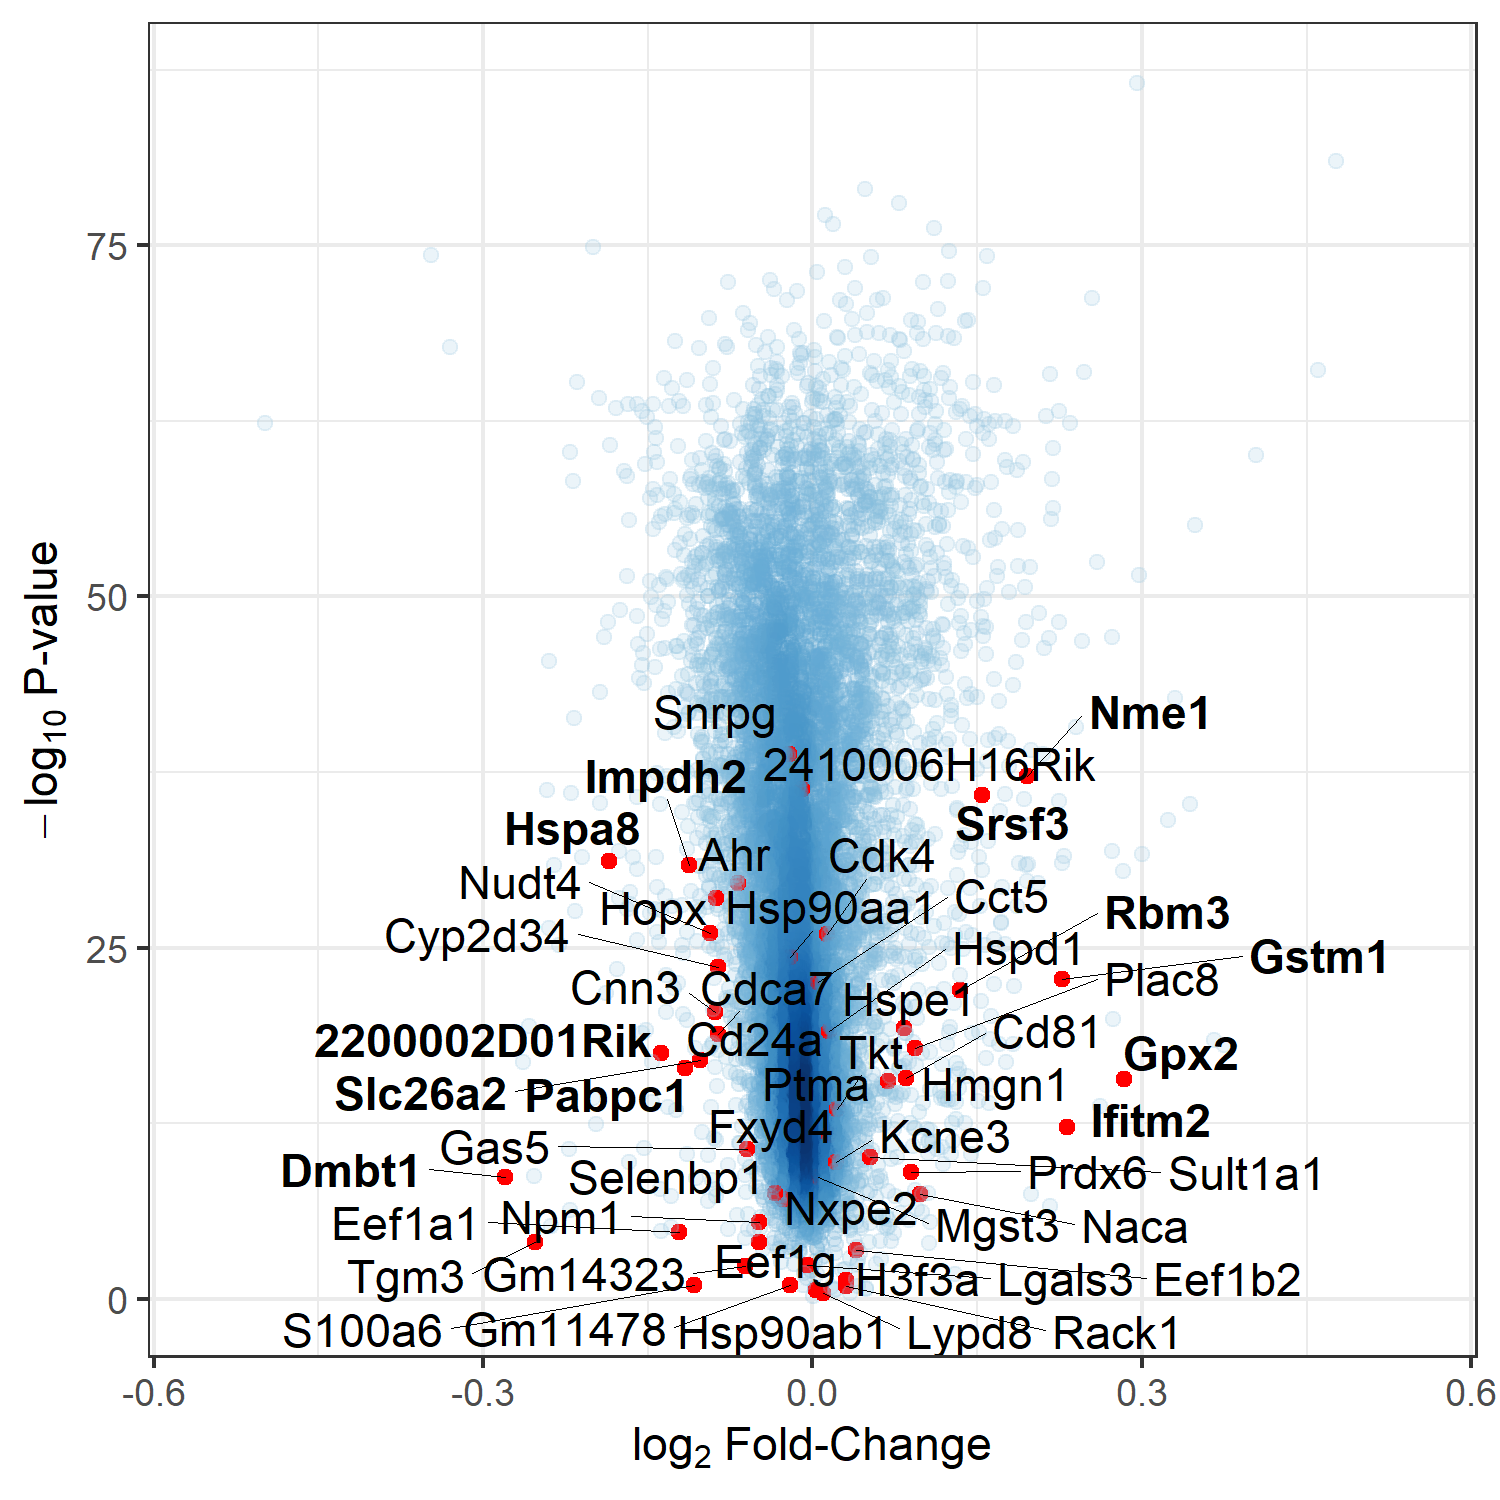 75
50
25
0
−log10 P-value
Snrpg
Nme1
2410006H16Rik
Impdh2
Srsf3
Hspa8
Ahr
Cdk4
Nudt4
Hopx
Hsp90aa1
Cct5
Rbm3
Cyp2d34
Hspd1
Gstm1
Cnn3
Cdca7
Hspe1
Plac8
2200002D01Rik
Cd24a
Tkt
Cd81
Gpx2
Slc26a2
Pabpc1
Ptma
Hmgn1
Fxyd4
Ifitm2
Gas5
Kcne3
Dmbt1
Selenbp1
Prdx6
Sult1a1
Eef1a1
Npm1
Nxpe2
Mgst3
Naca
Tgm3
Gm14323
Eef1g
H3f3a
Lgals3
Eef1b2
S100a6
Gm11478
Hsp90ab1
Lypd8
Rack1
-0.6
-0.3
0.0
0.3
0.6
log2 Fold-Change